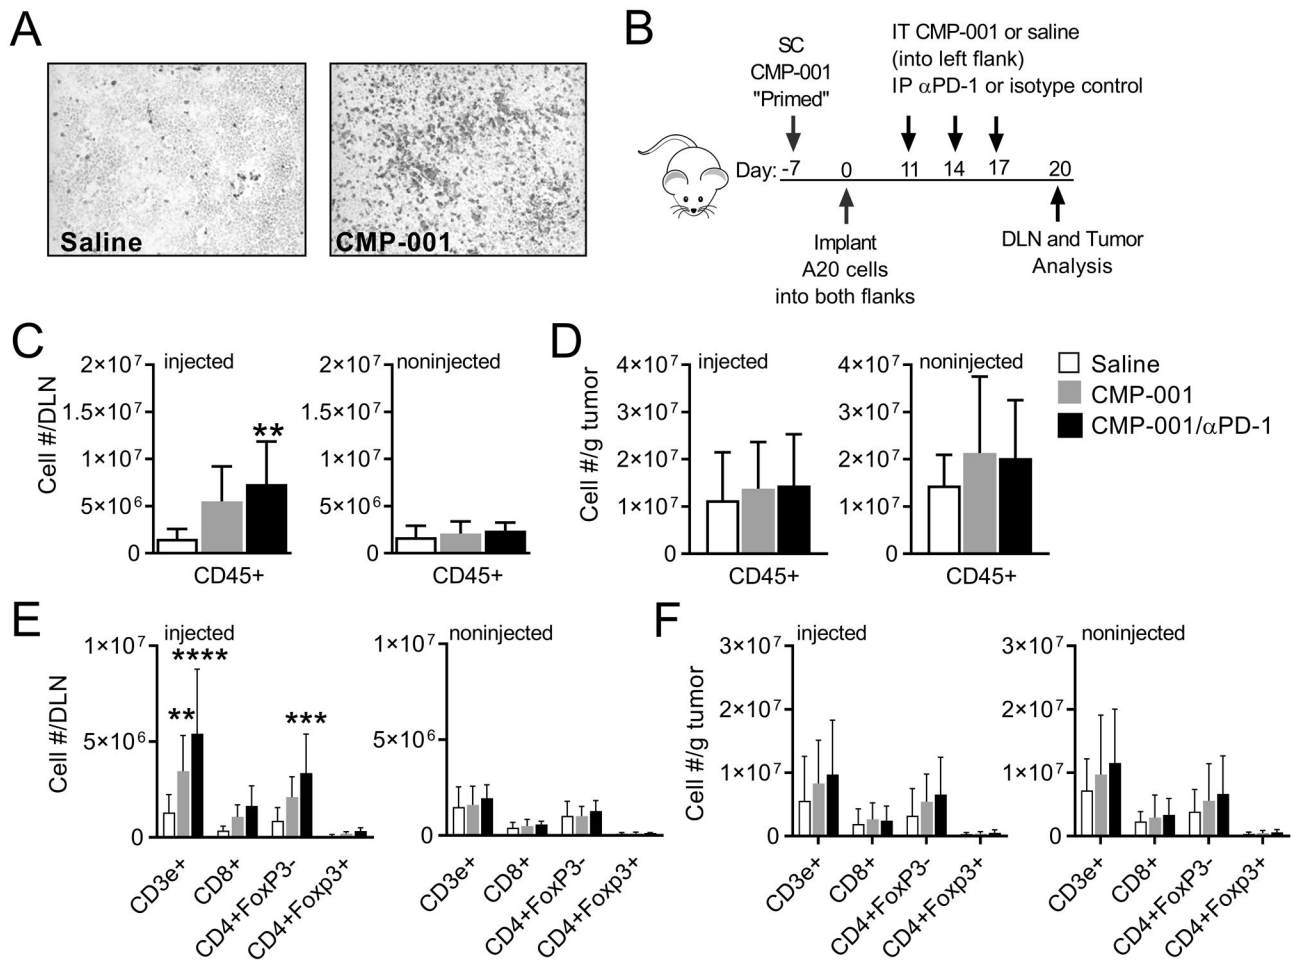 A
Saline
CMP-001
B
SC
CMP-001
"Primed"
IT CMP-001 or saline
(into left flank)
IP αPD-1 or isotype control
Day: -7 0 11 14 17 20
Implant
A20 cells
into both flanks
DLN and Tumor
Analysis
C
injected
Cell #/DLN
2×10⁷
1.5×10⁷
1×10⁷
5×10⁶
0
**
CD45+
noninjected
2×10⁷
1.5×10⁷
1×10⁷
5×10⁶
0
CD45+
D
injected
Cell #/g tumor
4×10⁷
3×10⁷
2×10⁷
1×10⁷
0
CD45+
noninjected
4×10⁷
3×10⁷
2×10⁷
1×10⁷
0
CD45+
Saline
CMP-001
CMP-001/αPD-1
E
injected
Cell #/DLN
1×10⁷
5×10⁶
0
****
**
***
CD3e+
CD8+
CD4+FoxP3-
CD4+Foxp3+
noninjected
1×10⁷
5×10⁶
0
CD3e+
CD8+
CD4+FoxP3-
CD4+Foxp3+
F
injected
Cell #/g tumor
3×10⁷
2×10⁷
1×10⁷
0
CD3e+
CD8+
CD4+FoxP3-
CD4+Foxp3+
noninjected
3×10⁷
2×10⁷
1×10⁷
0
CD3e+
CD8+
CD4+FoxP3-
CD4+Foxp3+